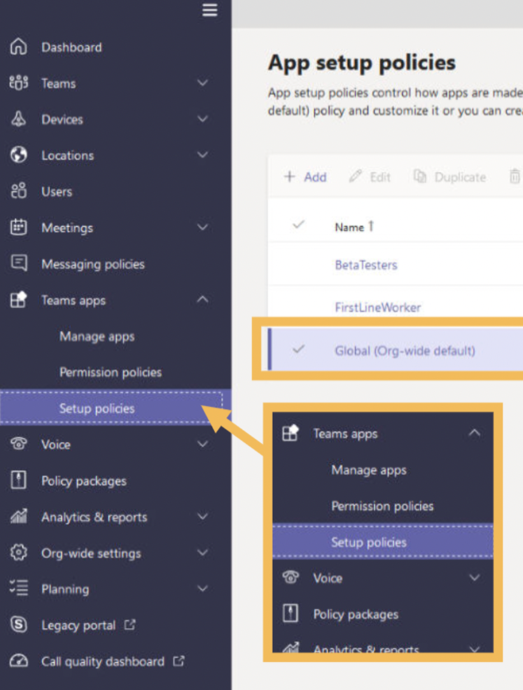 Dashboard
Teams
Devices
Locations
Users
Meetings
Messaging policies
Teams apps
Manage apps
Permission policies
Setup policies
Voice
Policy packages
Analytics & reports
Org-wide settings
Planning
Legacy portal
Call quality dashboard
App setup policies
App setup policies control how apps are made
default) policy and customize it or you can
+ Add Edit Duplicate
Name ↑
BetaTesters
FirstLineWorker
Global (Org-wide default)
Teams apps
Manage apps
Permission policies
Setup policies
Voice
Policy packages
Analytics & reports